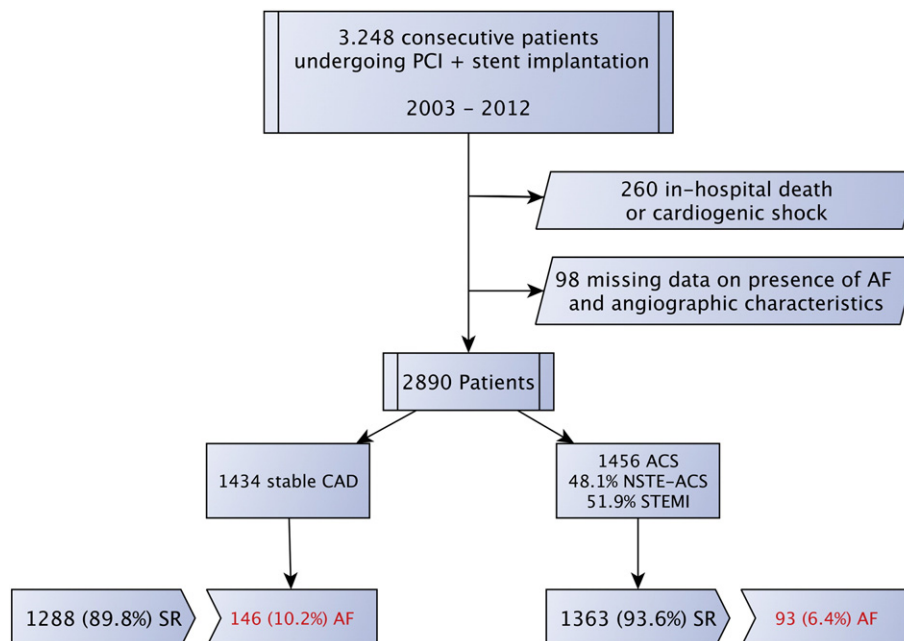 3.248 consecutive patients
undergoing PCI + stent implantation
2003 – 2012
260 in-hospital death
or cardiogenic shock
98 missing data on presence of AF
and angiographic characteristics
2890 Patients
1434 stable CAD
1456 ACS
48.1% NSTE-ACS
51.9% STEMI
1288 (89.8%) SR
146 (10.2%) AF
1363 (93.6%) SR
93 (6.4%) AF